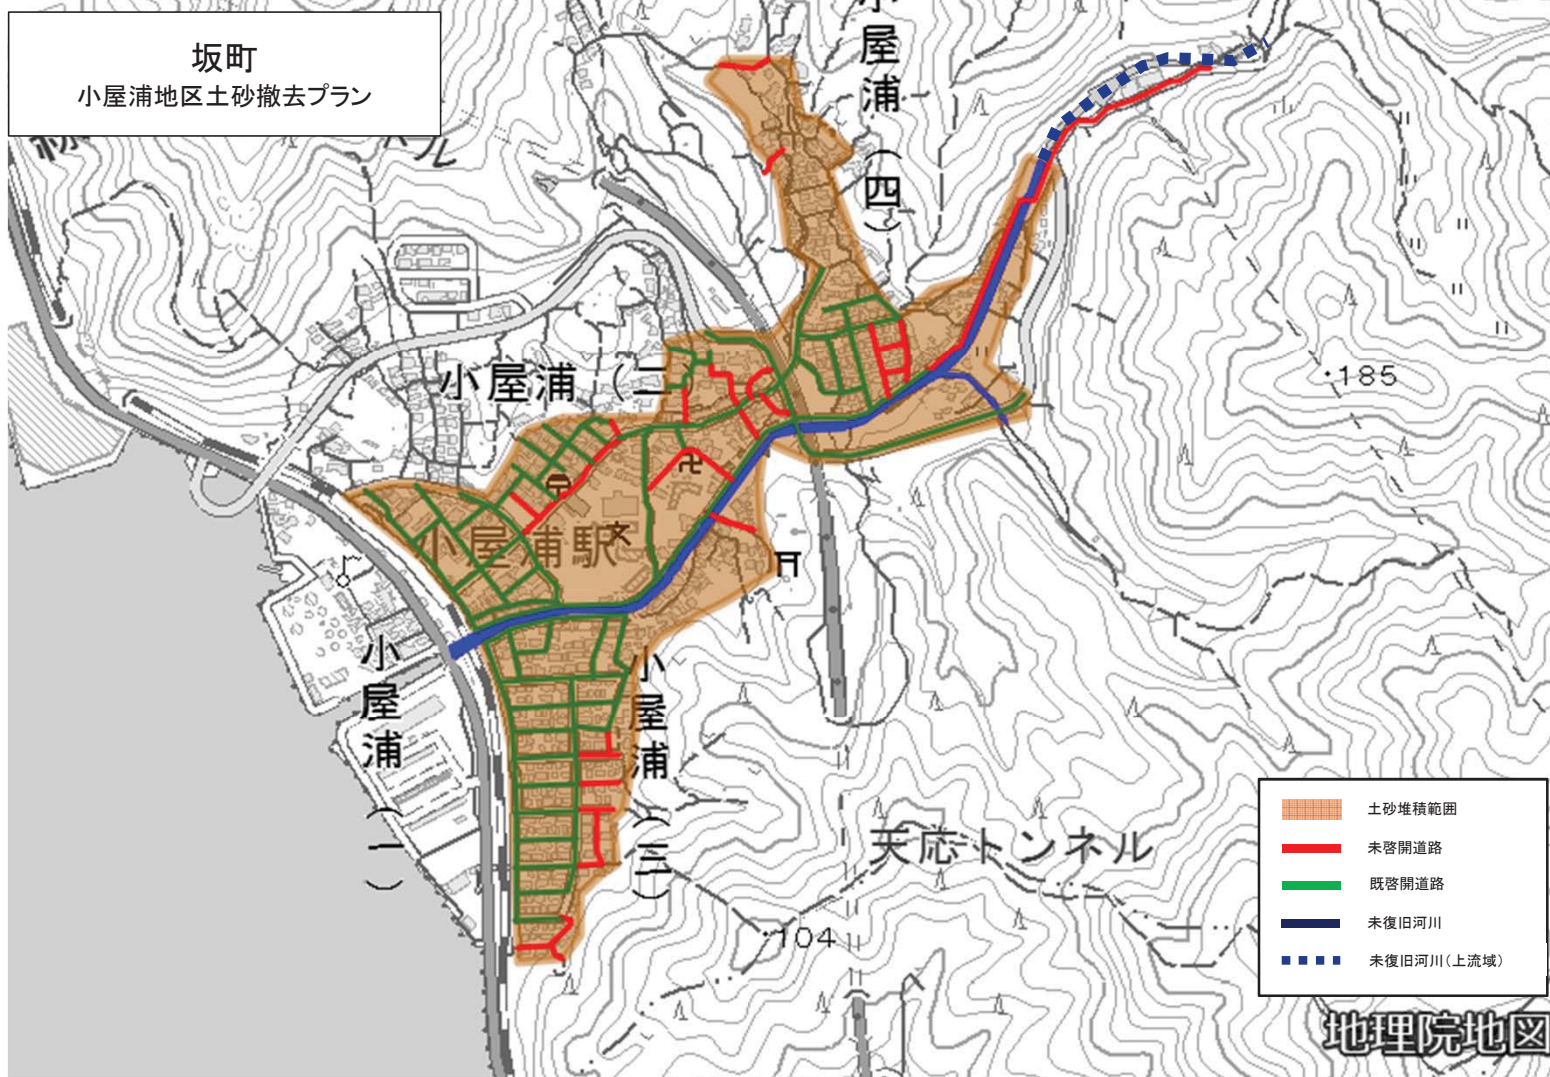 坂町
小屋浦地区土砂撤去プラン
小屋浦(四)
小屋浦(二)
・185
小屋浦駅
文
小屋浦(一)
小屋浦(三)
天応トンネル
・104
土砂堆積範囲
未啓開道路
既啓開道路
未復旧河川
未復旧河川(上流域)
地理院地図